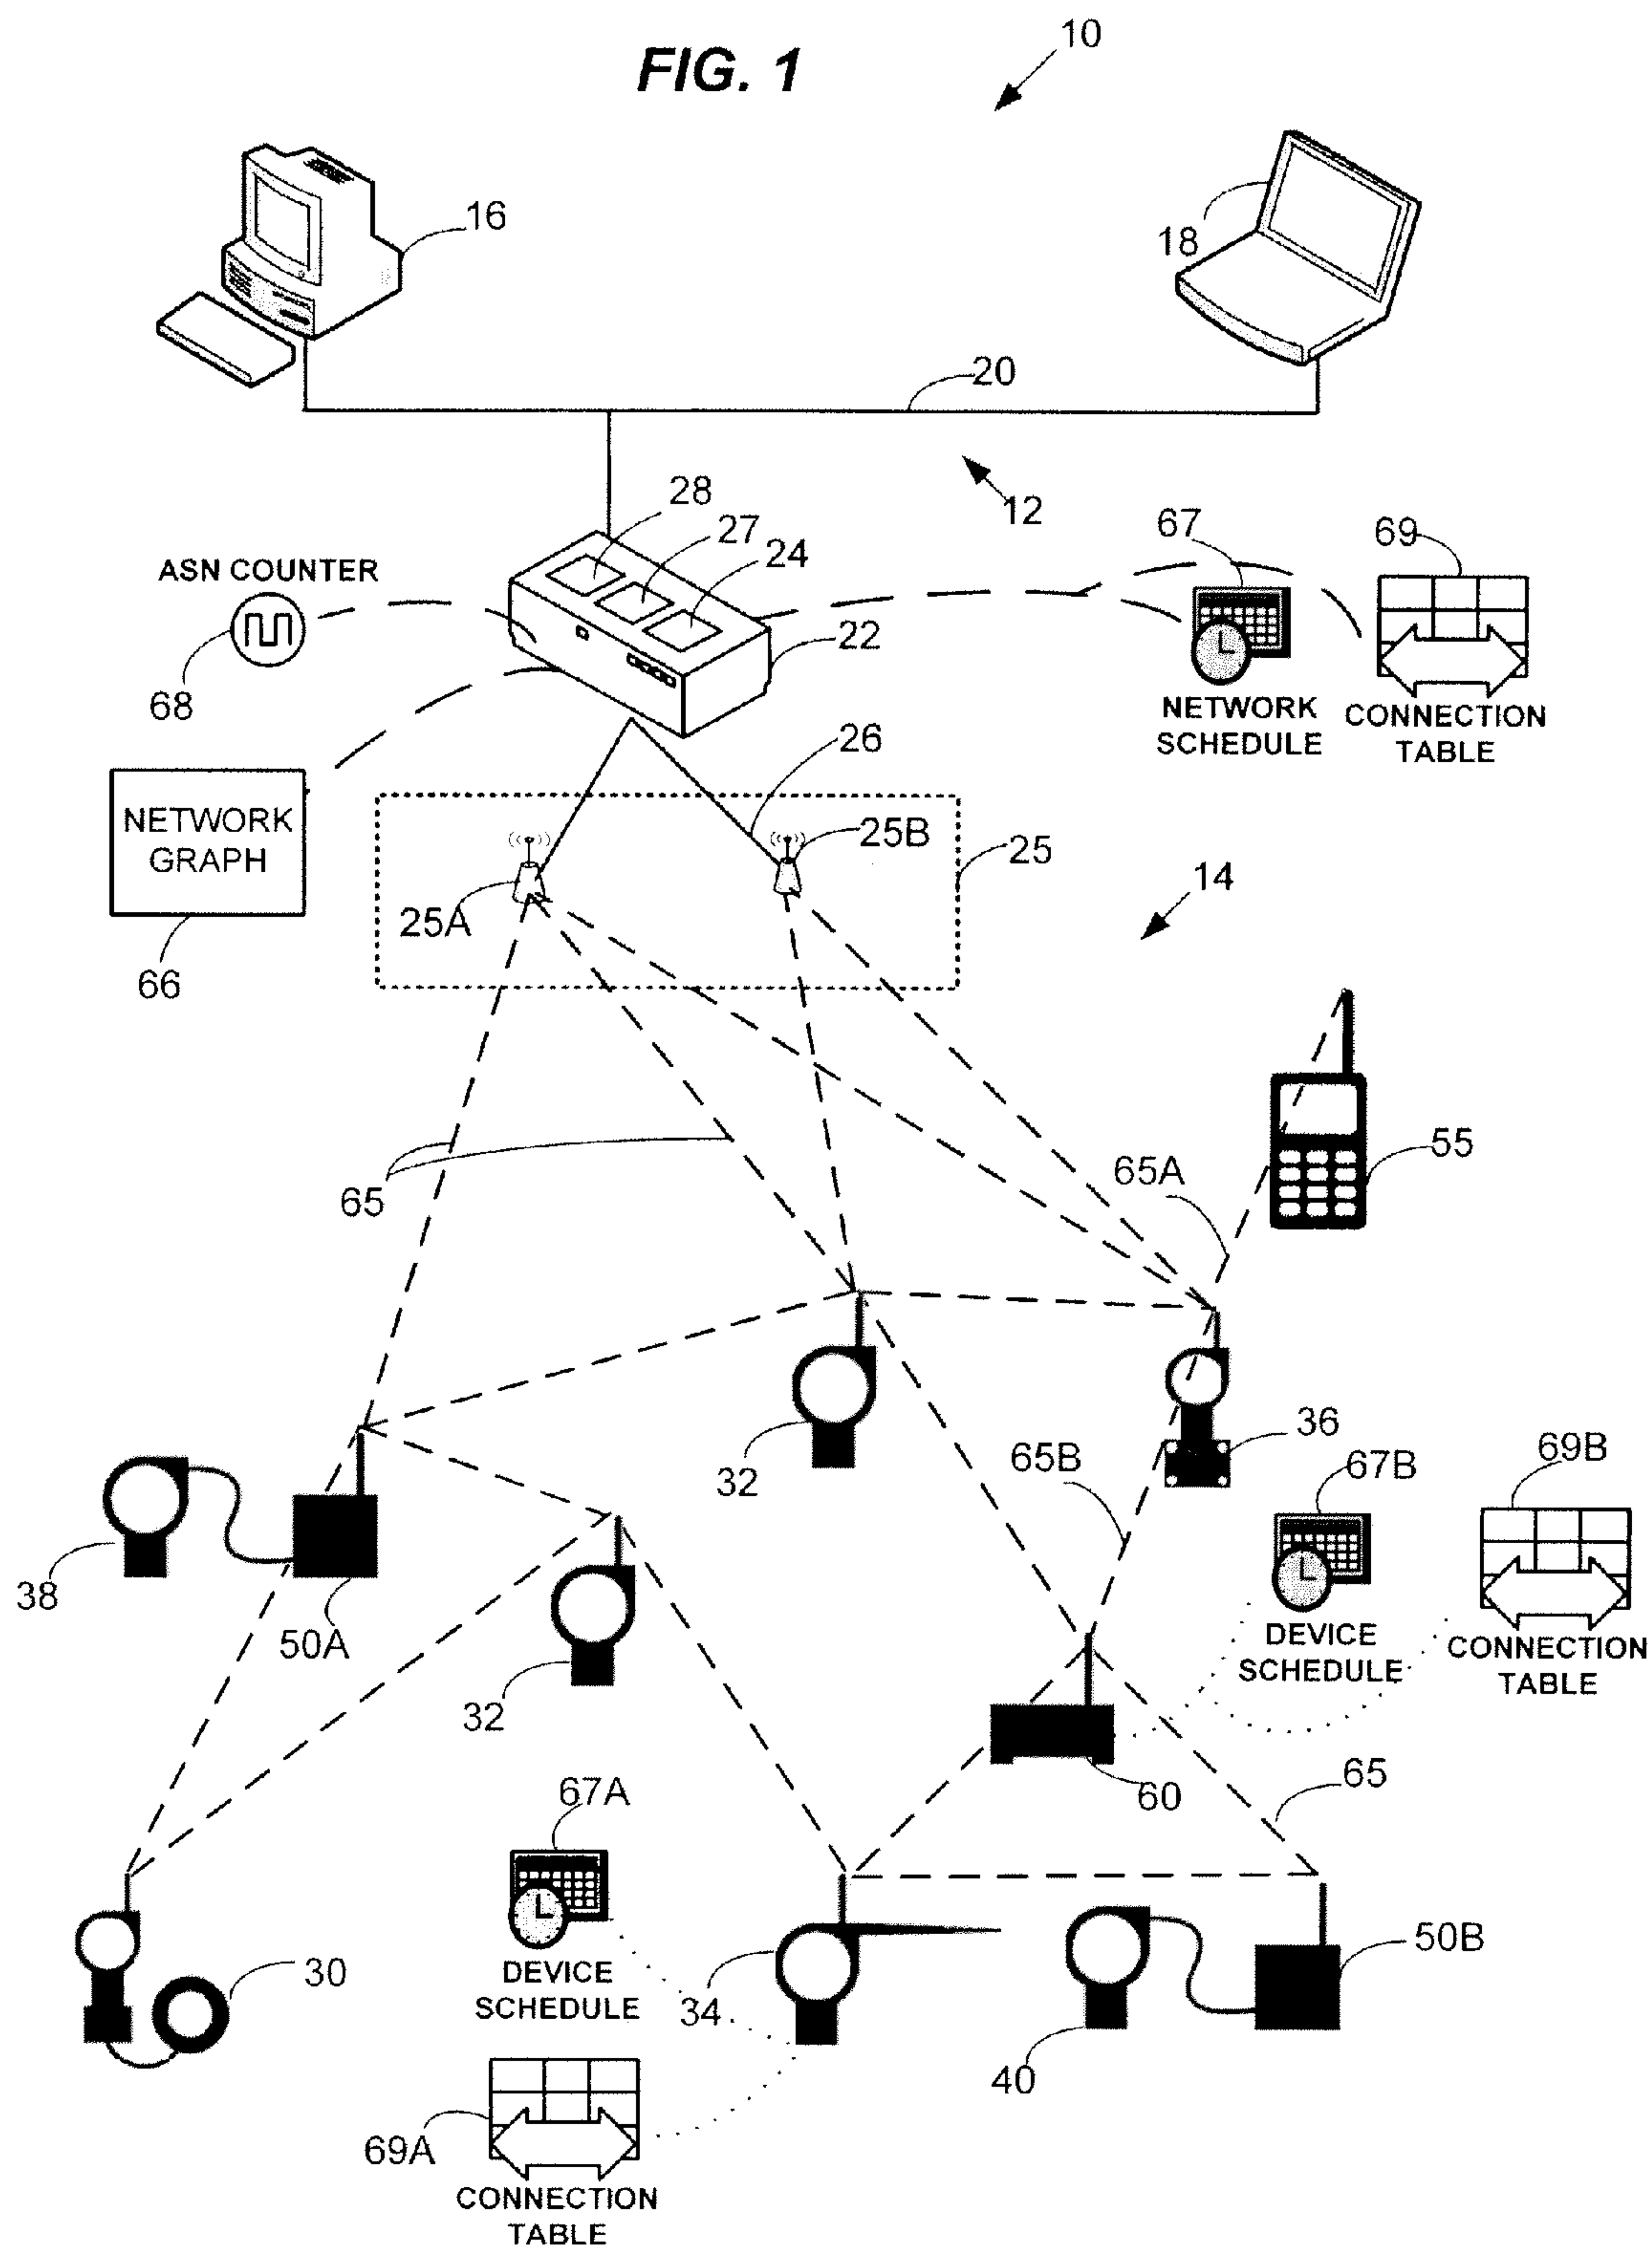 FIG. 1
10
16
18
20
12
28
27
24
22
67
69
ASN COUNTER
68
NETWORK
SCHEDULE
CONNECTION
TABLE
26
NETWORK
GRAPH
66
25B
25
25A
14
65
65A
55
32
36
65B
67B
69B
38
50A
32
DEVICE
SCHEDULE
CONNECTION
TABLE
60
65
67A
30
DEVICE
SCHEDULE
34
50B
40
69A
CONNECTION
TABLE